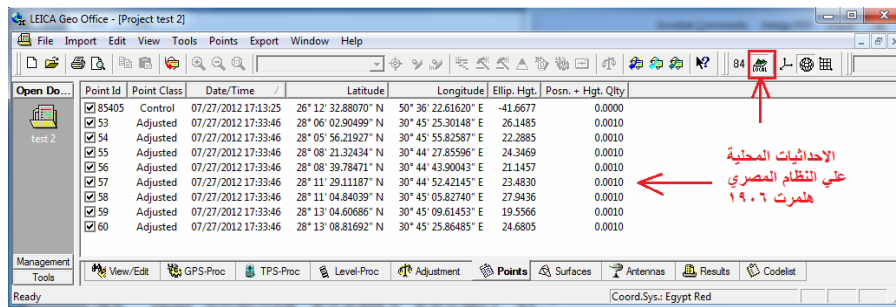 LEICA Geo Office - [Project test 2]
File Import Edit View Tools Points Export Window Help
84 LOCAL
Open Do...
test 2
Management
Tools
Point Id Point Class Date/Time Latitude Longitude Ellip. Hgt. Posn. + Hgt. Qlty
85405 Control 07/27/2012 17:13:25 26° 12' 32.88070" N 50° 36' 22.61620" E -41.6677 0.0000
53 Adjusted 07/27/2012 17:33:46 28° 06' 02.90499" N 30° 45' 25.30148" E 26.1485 0.0010
54 Adjusted 07/27/2012 17:33:46 28° 05' 56.21927" N 30° 45' 55.82587" E 22.2885 0.0010
55 Adjusted 07/27/2012 17:33:46 28° 08' 21.32434" N 30° 44' 27.85596" E 24.3469 0.0010
56 Adjusted 07/27/2012 17:33:46 28° 08' 39.78471" N 30° 44' 43.90043" E 21.1457 0.0010
57 Adjusted 07/27/2012 17:33:46 28° 11' 29.11187" N 30° 44' 52.42145" E 23.4830 0.0010
58 Adjusted 07/27/2012 17:33:46 28° 11' 04.84039" N 30° 45' 05.82740" E 27.9436 0.0010
59 Adjusted 07/27/2012 17:33:46 28° 13' 04.60686" N 30° 45' 09.61453" E 19.5566 0.0010
60 Adjusted 07/27/2012 17:33:46 28° 13' 08.81692" N 30° 45' 25.86485" E 24.6805 0.0010
الاحداثيات المحلية
علي النظام المصري
هلمرت ١٩٠٦
View/Edit GPS-Proc TPS-Proc Level-Proc Adjustment Points Surfaces Antennas Results Codelist
Ready
Coord.Sys.: Egypt Red